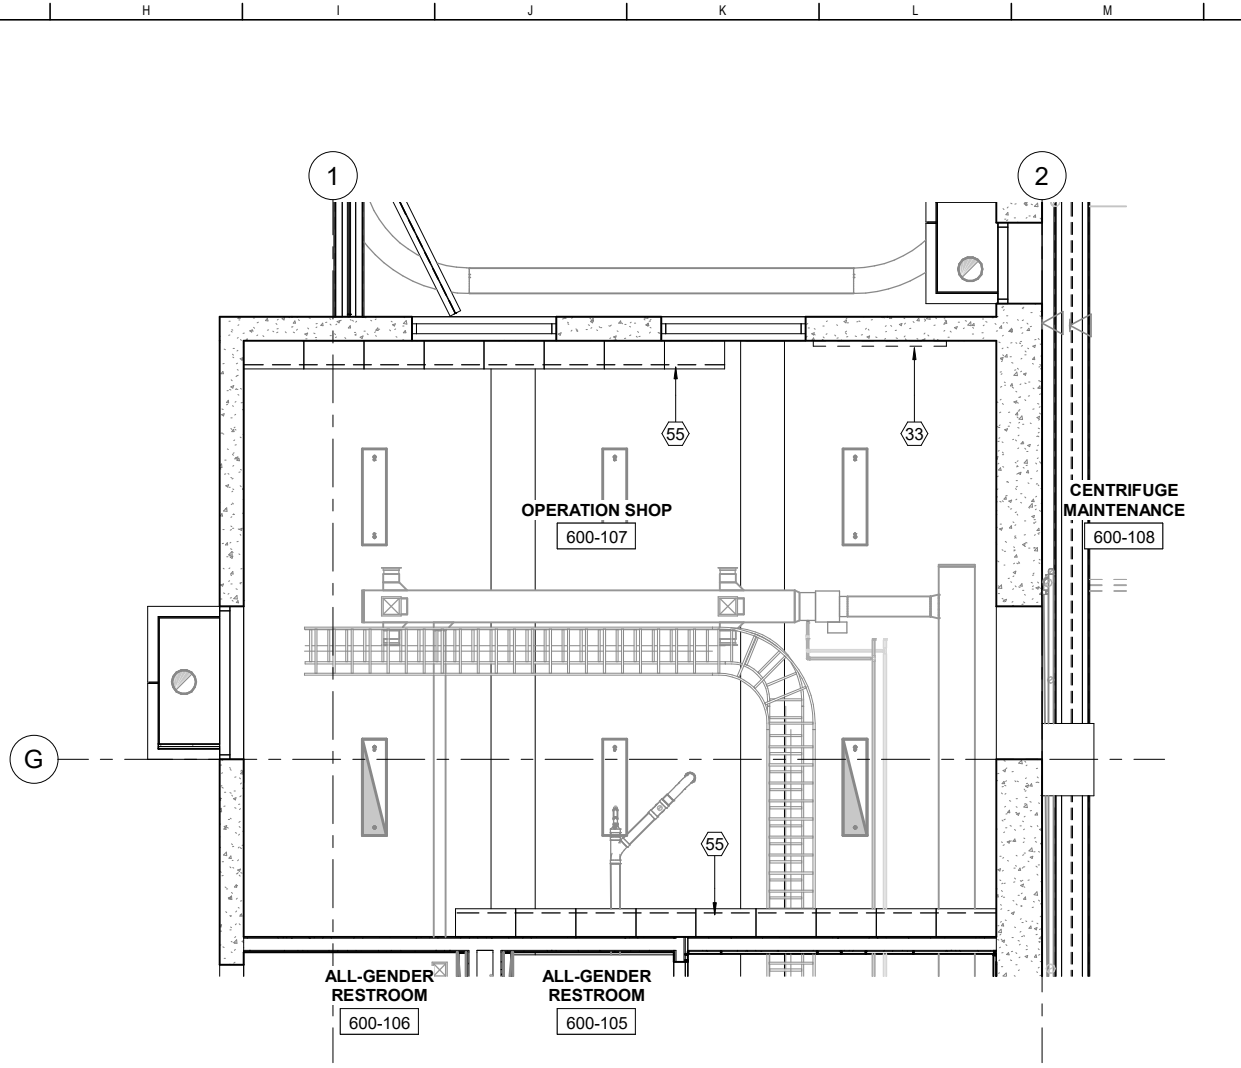 H I J K L M
1 2
55 33
OPERATION SHOP
600-107
CENTRIFUGE
MAINTENANCE
600-108
G
55
ALL-GENDER
RESTROOM
600-106
ALL-GENDER
RESTROOM
600-105